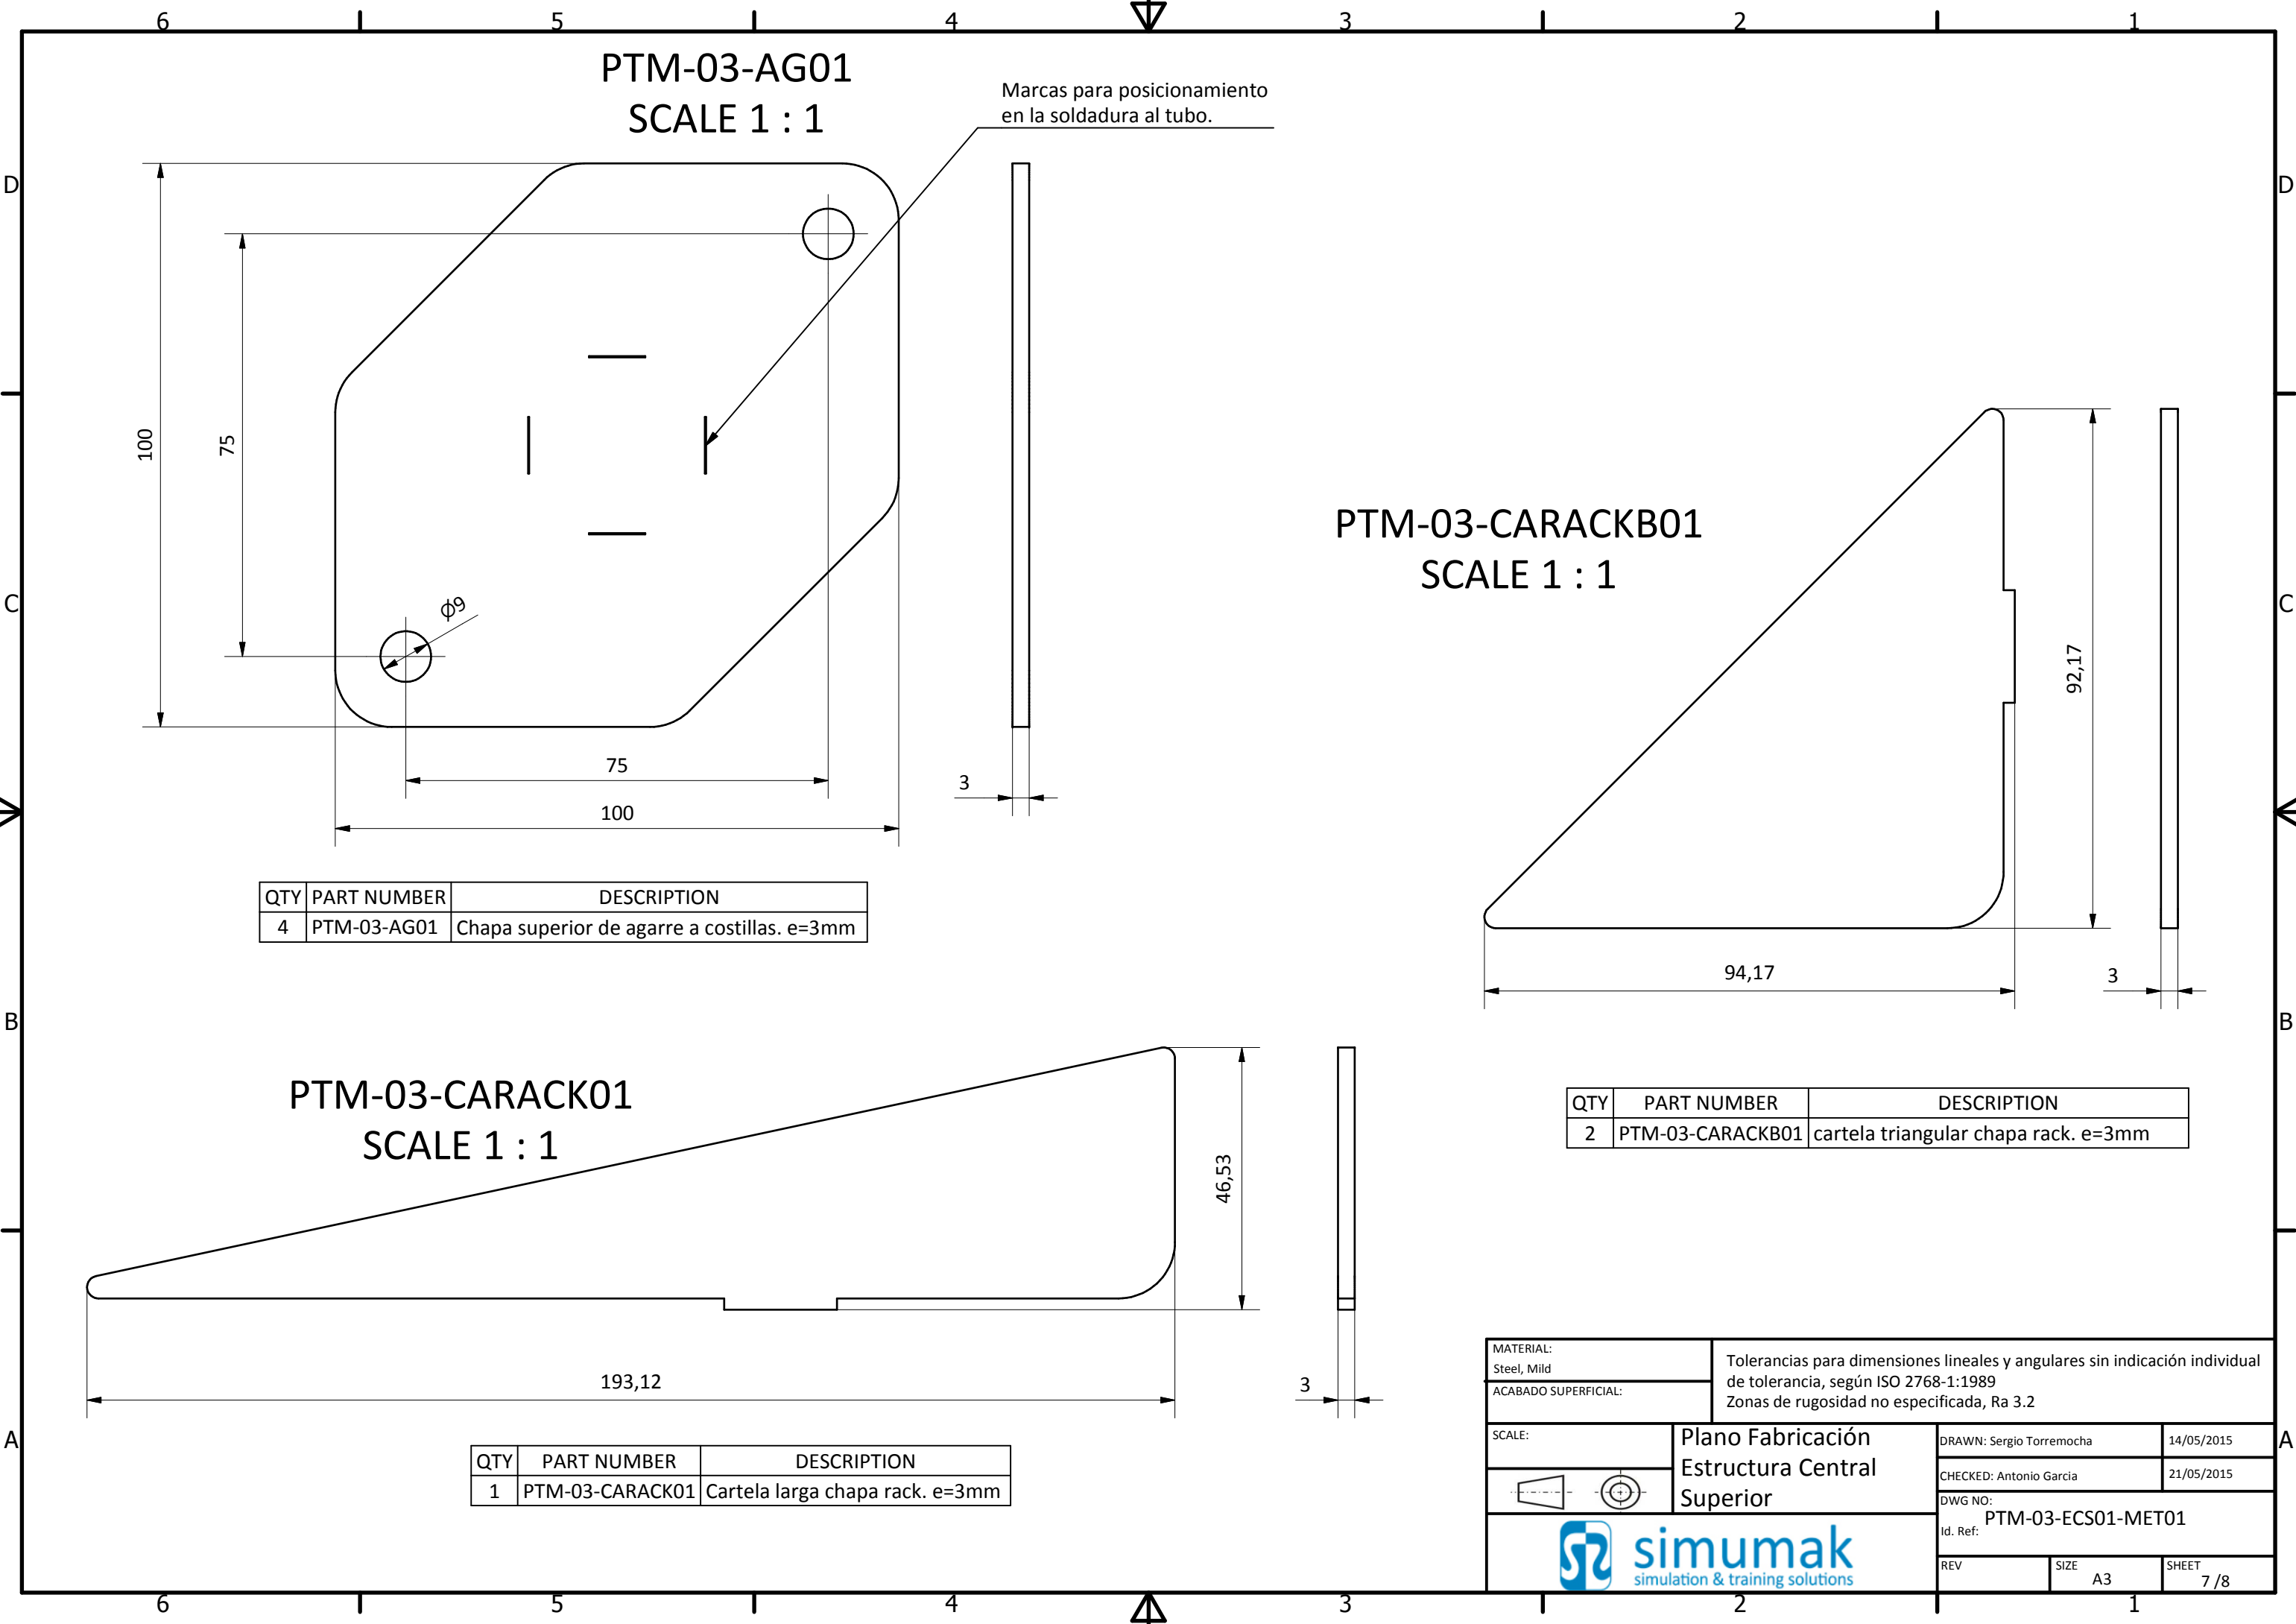 6 5 4 3 2 1
PTM-03-AG01
SCALE 1 : 1
Marcas para posicionamiento
en la soldadura al tubo.
D
D
100
75
Φ9
75
100
3
C
C
QTY PART NUMBER DESCRIPTION
4 PTM-03-AG01 Chapa superior de agarre a costillas. e=3mm
PTM-03-CARACKB01
SCALE 1 : 1
92,17
94,17
3
B
B
QTY PART NUMBER DESCRIPTION
2 PTM-03-CARACKB01 cartela triangular chapa rack. e=3mm
PTM-03-CARACK01
SCALE 1 : 1
46,53
193,12
3
A
A
QTY PART NUMBER DESCRIPTION
1 PTM-03-CARACK01 Cartela larga chapa rack. e=3mm
MATERIAL:
Steel, Mild
ACABADO SUPERFICIAL:
Tolerancias para dimensiones lineales y angulares sin indicación individual
de tolerancia, según ISO 2768-1:1989
Zonas de rugosidad no especificada, Ra 3.2
SCALE:
Plano Fabricación
Estructura Central
Superior
DRAWN: Sergio Torremocha 14/05/2015
CHECKED: Antonio Garcia 21/05/2015
DWG NO:
PTM-03-ECS01-MET01
Id. Ref:
REV
SIZE
A3
SHEET
7 /8
simumak
simulation & training solutions
6 5 4 3 2 1